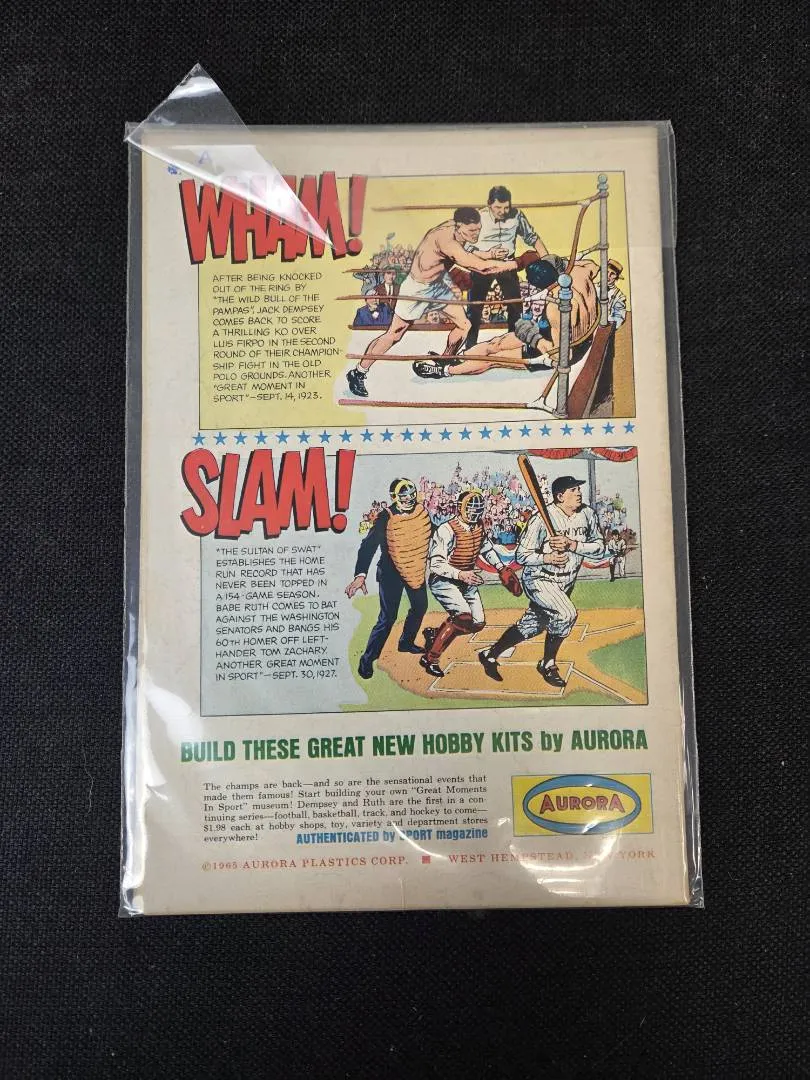 A
WHAM!
AFTER BEING KNOCKED
OUT OF THE RING BY
"THE WILD BULL OF THE
PAMPAS", JACK DEMPSEY
COMES BACK TO SCORE
A THRILLING KO OVER
LUIS FIRPO IN THE SECOND
ROUND OF THEIR CHAMPION-
SHIP FIGHT IN THE OLD
POLO GROUNDS. ANOTHER
"GREAT MOMENT IN
SPORT"—SEPT. 14, 1923.
SLAM!
"THE SULTAN OF SWAT"
ESTABLISHES THE HOME
RUN RECORD THAT HAS
NEVER BEEN TOPPED IN
A 154-GAME SEASON.
BABE RUTH COMES TO BAT
AGAINST THE WASHINGTON
SENATORS AND BANGS HIS
60TH HOMER OFF LEFT-
HANDER TOM ZACHARY.
ANOTHER GREAT MOMENT
IN SPORT"—SEPT. 30, 1927.
NEW YORK
BUILD THESE GREAT NEW HOBBY KITS by AURORA
The champs are back—and so are the sensational events that
made them famous! Start building your own "Great Moments
In Sport" museum! Dempsey and Ruth are the first in a con-
tinuing series—football, basketball, track, and hockey to come—
$1.98 each at hobby shops, toy, variety and department stores
everywhere! AUTHENTICATED by SPORT magazine
AURORA
©1965 AURORA PLASTICS CORP. ■ WEST HEMPSTEAD, NEW YORK